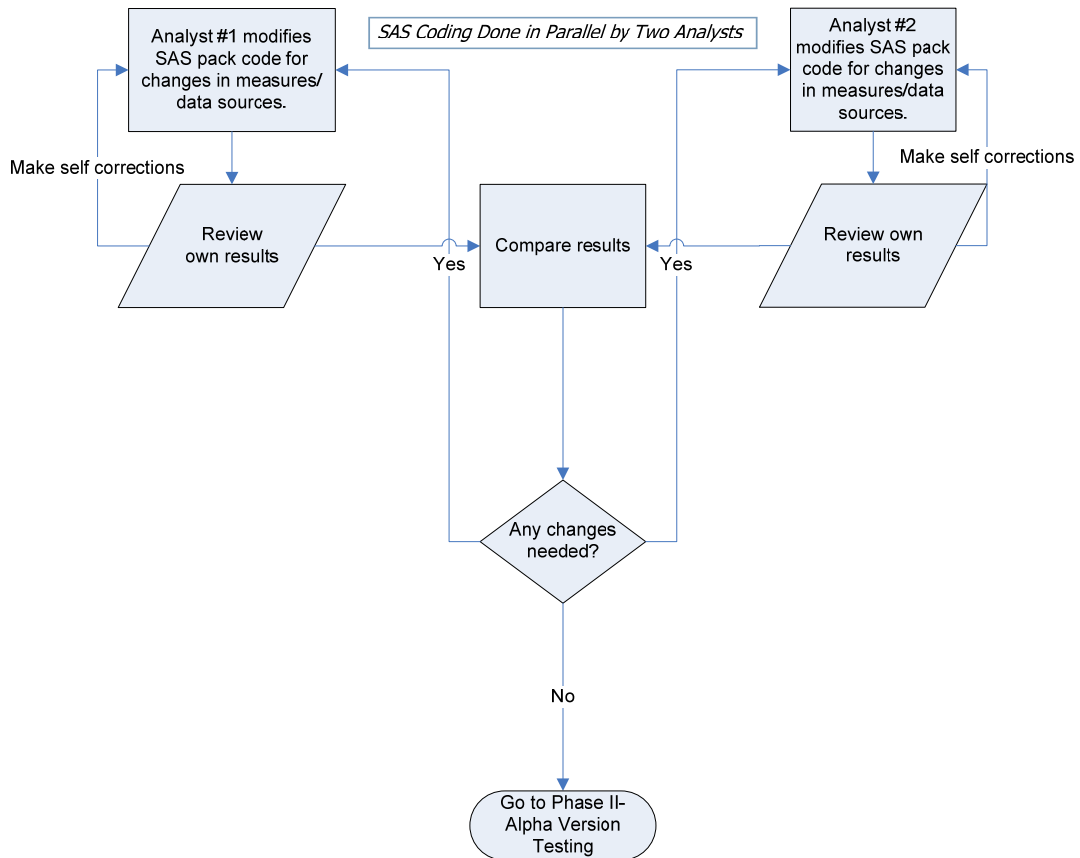 SAS Coding Done in Parallel by Two Analysts
Analyst #1 modifies
SAS pack code for
changes in measures/
data sources.
Analyst #2
modifies SAS pack
code for changes
in measures/data
sources.
Make self corrections
Make self corrections
Review
own results
Compare results
Review own
results
Yes
Yes
Any changes
needed?
No
Go to Phase II-
Alpha Version
Testing